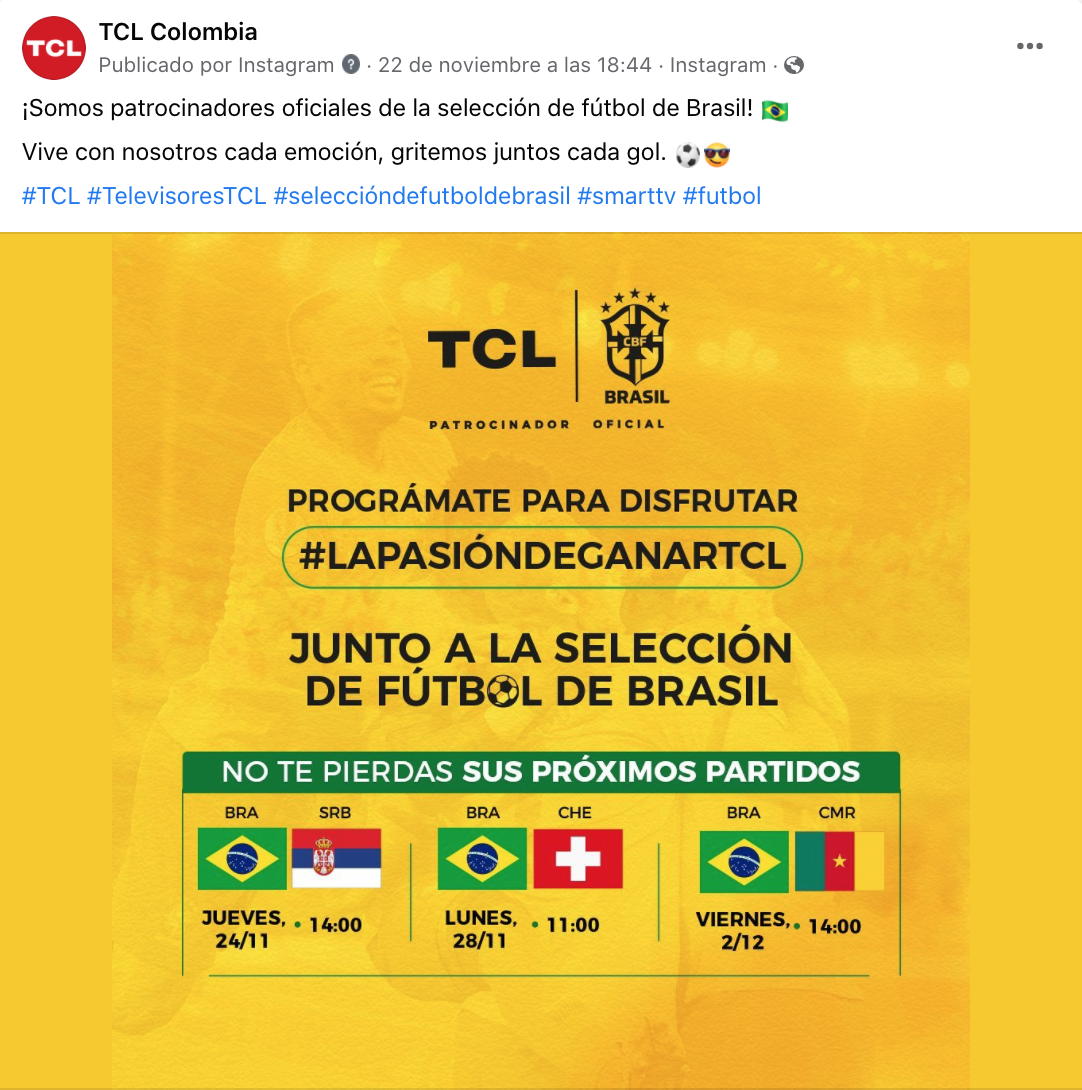 TCL
TCL Colombia
Publicado por Instagram ? · 22 de noviembre a las 18:44 · Instagram ·
¡Somos patrocinadores oficiales de la selección de fútbol de Brasil! 🇧🇷
Vive con nosotros cada emoción, gritemos juntos cada gol. ⚽😎
#TCL #TelevisoresTCL #seleccióndefutboldebrasil #smarttv #futbol
TCL
CBF
BRASIL
PATROCINADOR OFICIAL
PROGRÁMATE PARA DISFRUTAR
#LAPASIÓNDEGANARTCL
JUNTO A LA SELECCIÓN
DE FÚTBOL DE BRASIL
NO TE PIERDAS SUS PRÓXIMOS PARTIDOS
BRA SRB
JUEVES, 24/11 • 14:00
BRA CHE
LUNES, 28/11 • 11:00
BRA CMR
VIERNES, 2/12 • 14:00